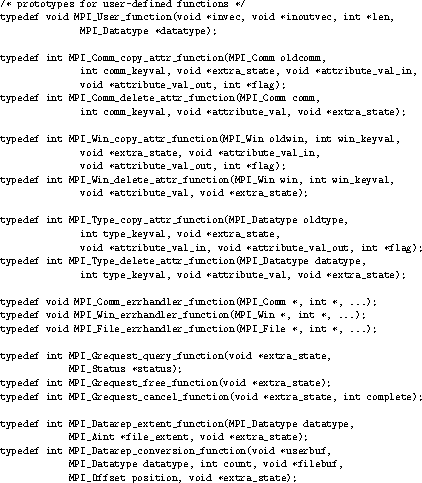 /* prototypes for user-defined functions */
typedef void MPI_User_function(void *invec, void *inoutvec, int *len,
MPI_Datatype *datatype);
typedef int MPI_Comm_copy_attr_function(MPI_Comm oldcomm,
int comm_keyval, void *extra_state, void *attribute_val_in,
void *attribute_val_out, int *flag);
typedef int MPI_Comm_delete_attr_function(MPI_Comm comm,
int comm_keyval, void *attribute_val, void *extra_state);
typedef int MPI_Win_copy_attr_function(MPI_Win oldwin, int win_keyval,
void *extra_state, void *attribute_val_in,
void *attribute_val_out, int *flag);
typedef int MPI_Win_delete_attr_function(MPI_Win win, int win_keyval,
void *attribute_val, void *extra_state);
typedef int MPI_Type_copy_attr_function(MPI_Datatype oldtype,
int type_keyval, void *extra_state,
void *attribute_val_in, void *attribute_val_out, int *flag);
typedef int MPI_Type_delete_attr_function(MPI_Datatype datatype,
int type_keyval, void *attribute_val, void *extra_state);
typedef void MPI_Comm_errhandler_function(MPI_Comm *, int *, ...);
typedef void MPI_Win_errhandler_function(MPI_Win *, int *, ...);
typedef void MPI_File_errhandler_function(MPI_File *, int *, ...);
typedef int MPI_Grequest_query_function(void *extra_state,
MPI_Status *status);
typedef int MPI_Grequest_free_function(void *extra_state);
typedef int MPI_Grequest_cancel_function(void *extra_state, int complete);
typedef int MPI_Datarep_extent_function(MPI_Datatype datatype,
MPI_Aint *file_extent, void *extra_state);
typedef int MPI_Datarep_conversion_function(void *userbuf,
MPI_Datatype datatype, int count, void *filebuf,
MPI_Offset position, void *extra_state);